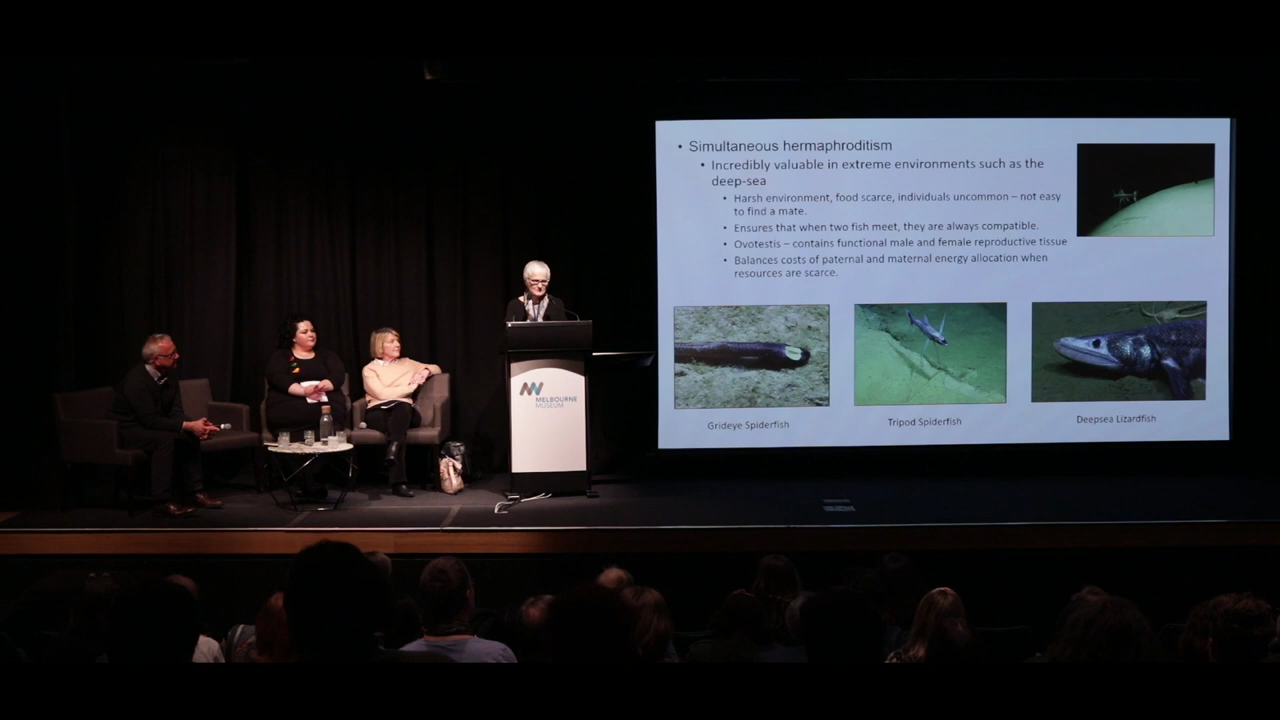 • Simultaneous hermaphroditism
• Incredibly valuable in extreme environments such as the
deep-sea
• Harsh environment, food scarce, individuals uncommon – not easy
to find a mate.
• Ensures that when two fish meet, they are always compatible.
• Ovotestis – contains functional male and female reproductive tissue
• Balances costs of paternal and maternal energy allocation when
resources are scarce.
Grideye Spiderfish
Tripod Spiderfish
Deepsea Lizardfish
MELBOURNE
MUSEUM